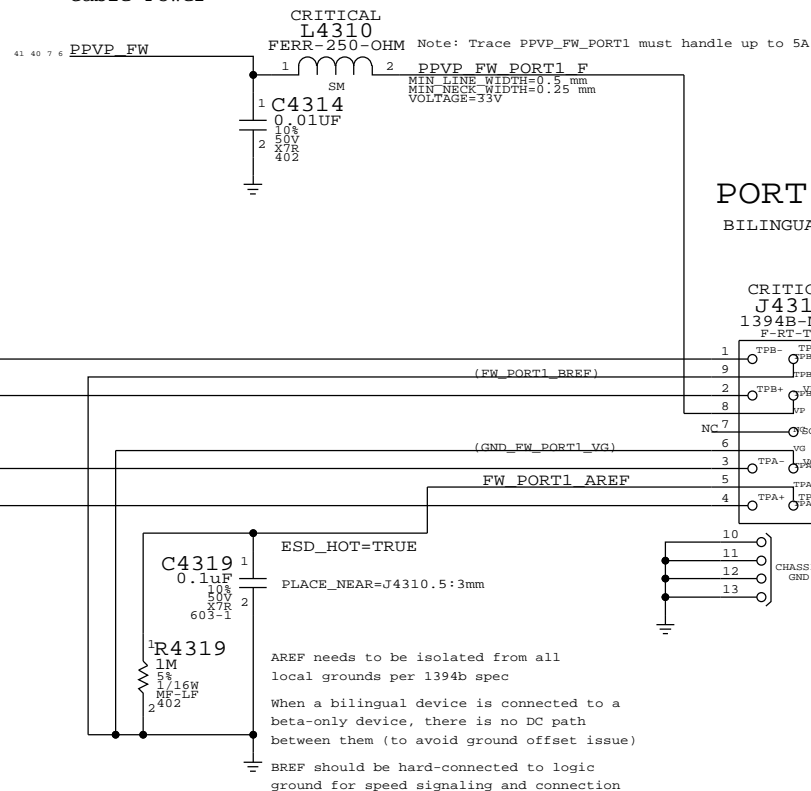 CRITICAL
L4310
FERR-250-OHM
Note: Trace PPVP_FW_PORT1 must handle up to 5A
41 40 7 6 PPVP_FW
1
2
PPVP_FW_PORT1_F
SM
MIN_LINE_WIDTH=0.5 mm
MIN_NECK_WIDTH=0.25 mm
VOLTAGE=33V
1
C4314
0.01UF
10%
50V
X7R
402
2
PORT
BILINGUA
CRITIC
J431
1394B-
F-RT-T
1
TPB-
9
(FW_PORT1_BREF)
2
TPB+
8
VP
NC
7
6
VG
(GND_FW_PORT1_VG)
3
TPA-
5
FW_PORT1_AREF
4
TPA+
10
11
12
13
CHASS
GND
ESD_HOT=TRUE
C4319
1
0.1uF
10%
50V
X7R
603-1
2
PLACE_NEAR=J4310.5:3mm
1
R4319
1M
5%
1/16W
MF-LF
402
2
AREF needs to be isolated from all
local grounds per 1394b spec
When a bilingual device is connected to a
beta-only device, there is no DC path
between them (to avoid ground offset issue)
BREF should be hard-connected to logic
ground for speed signaling and connection